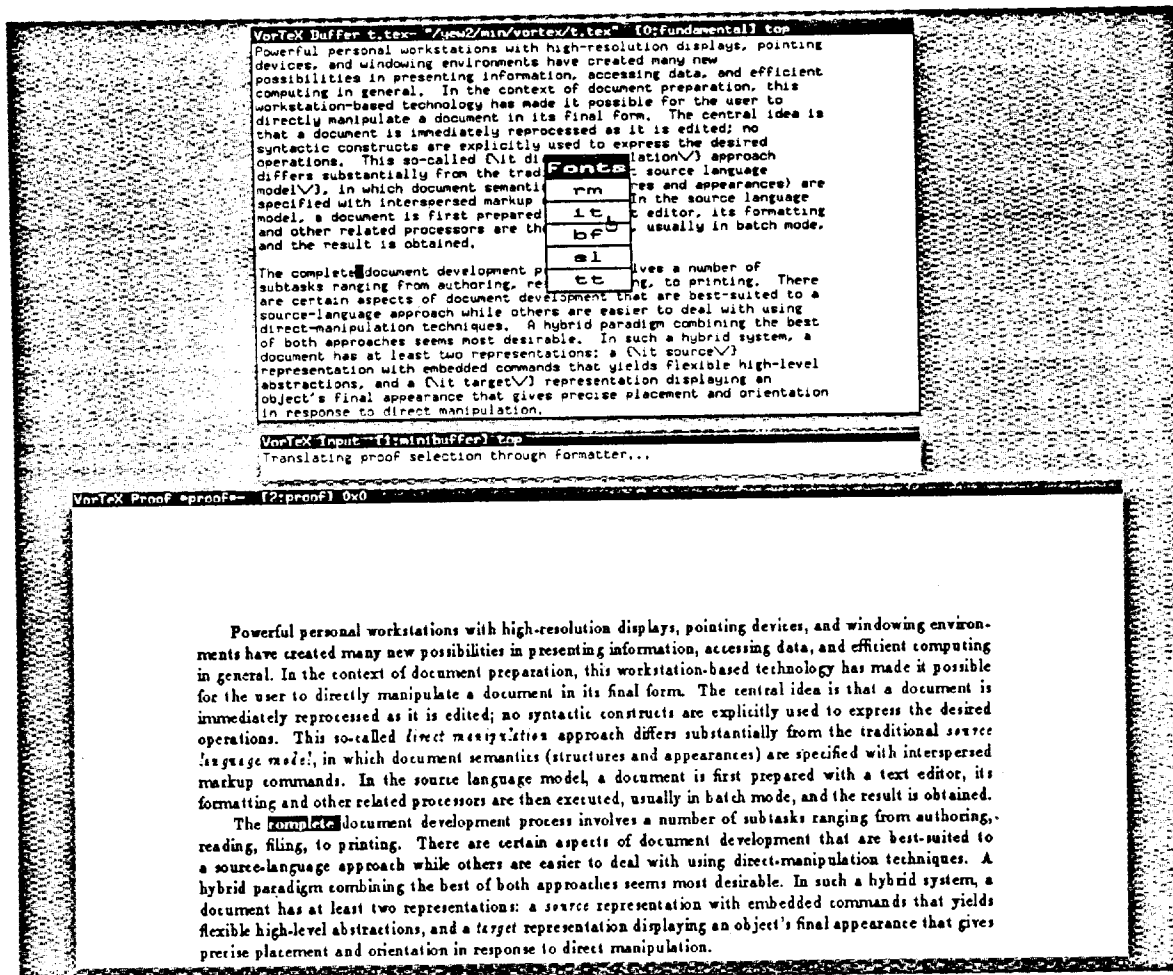 VorTeX Buffer t.tex- "/yew2/min/vortex/t.tex" [0:fundamental] top
Powerful personal workstations with high-resolution displays, pointing
devices, and windowing environments have created many new
possibilities in presenting information, accessing data, and efficient
computing in general.  In the context of document preparation, this
workstation-based technology has made it possible for the user to
directly manipulate a document in its final form.  The central idea is
that a document is immediately reprocessed as it is edited; no
syntactic constructs are explicitly used to express the desired
operations.  This so-called {\it di lation\/} approach
differs substantially from the trad source language
model\/}, in which document semantic res and appearances) are
specified with interspersed markup In the source language
model, a document is first prepared editor, its formatting
and other related processors are the , usually in batch mode,
and the result is obtained.
Fonts
rm
it
bf
sl
tt
The complete document development p lves a number of
subtasks ranging from authoring, re ng, to printing.  There
are certain aspects of document development that are best-suited to a
source-language approach while others are easier to deal with using
direct-manipulation techniques.  A hybrid paradigm combining the best
of both approaches seems most desirable.  In such a hybrid system, a
document has at least two representations: a {\it source\/}
representation with embedded commands that yields flexible high-level
abstractions, and a {\it target\/} representation displaying an
object's final appearance that gives precise placement and orientation
in response to direct manipulation.
VorTeX Input- [1:minibuffer] top
Translating proof selection through formatter...
VorTeX Proof *proof*- [2:proof] 0x0
Powerful personal workstations with high-resolution displays, pointing devices, and windowing environ-
ments have created many new possibilities in presenting information, accessing data, and efficient computing
in general. In the context of document preparation, this workstation-based technology has made it possible
for the user to directly manipulate a document in its final form. The central idea is that a document is
immediately reprocessed as it is edited; no syntactic constructs are explicitly used to express the desired
operations. This so-called direct manipulation approach differs substantially from the traditional source
language model, in which document semantics (structures and appearances) are specified with interspersed
markup commands. In the source language model, a document is first prepared with a text editor, its
formatting and other related processors are then executed, usually in batch mode, and the result is obtained.
The complete document development process involves a number of subtasks ranging from authoring,
reading, filing, to printing. There are certain aspects of document development that are best-suited to
a source-language approach while others are easier to deal with using direct-manipulation techniques. A
hybrid paradigm combining the best of both approaches seems most desirable. In such a hybrid system, a
document has at least two representations: a source representation with embedded commands that yields
flexible high-level abstractions, and a target representation displaying an object's final appearance that gives
precise placement and orientation in response to direct manipulation.